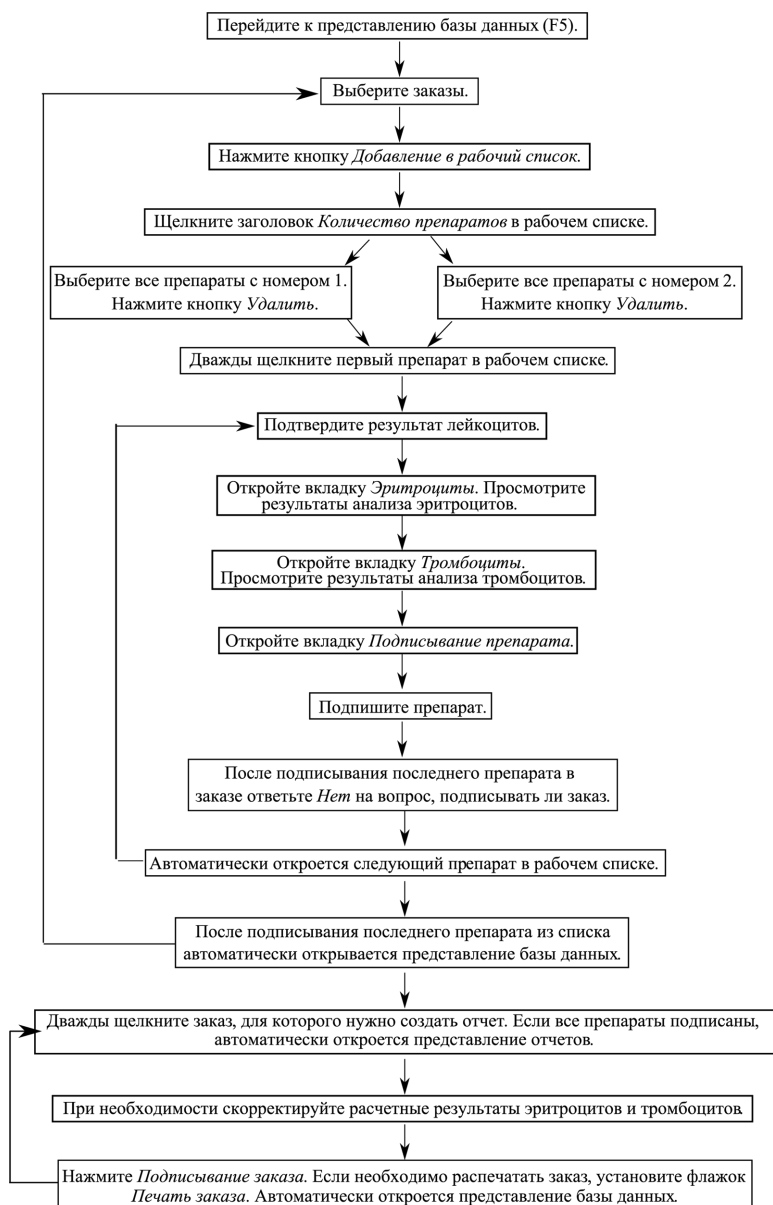 Перейдите к представлению базы данных (F5).
Выберите заказы.
Нажмите кнопку Добавление в рабочий список.
Щелкните заголовок Количество препаратов в рабочем списке.
Выберите все препараты с номером 1.
Нажмите кнопку Удалить.
Выберите все препараты с номером 2.
Нажмите кнопку Удалить.
Дважды щелкните первый препарат в рабочем списке.
Подтвердите результат лейкоцитов.
Откройте вкладку Эритроциты. Просмотрите
результаты анализа эритроцитов.
Откройте вкладку Тромбоциты.
Просмотрите результаты анализа тромбоцитов.
Откройте вкладку Подписывание препарата.
Подпишите препарат.
После подписывания последнего препарата в
заказе ответьте Нет на вопрос, подписывать ли заказ.
Автоматически откроется следующий препарат в рабочем списке.
После подписывания последнего препарата из списка
автоматически открывается представление базы данных.
Дважды щелкните заказ, для которого нужно создать отчет. Если все препараты подписаны,
автоматически откроется представление отчетов.
При необходимости скорректируйте расчетные результаты эритроцитов и тромбоцитов.
Нажмите Подписывание заказа. Если необходимо распечатать заказ, установите флажок
Печать заказа. Автоматически откроется представление базы данных.